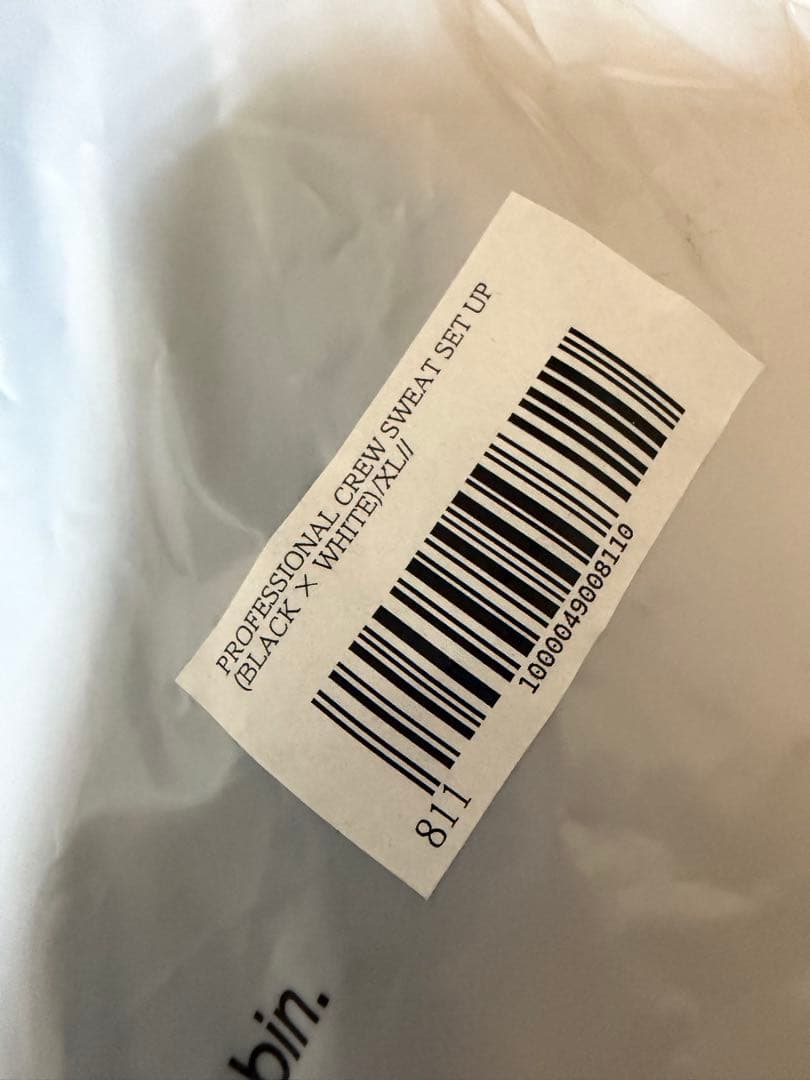 PROFESSIONAL CREW SWEAT SET UP
(BLACK × WHITE)/XL//
1000049008110
811
bin.